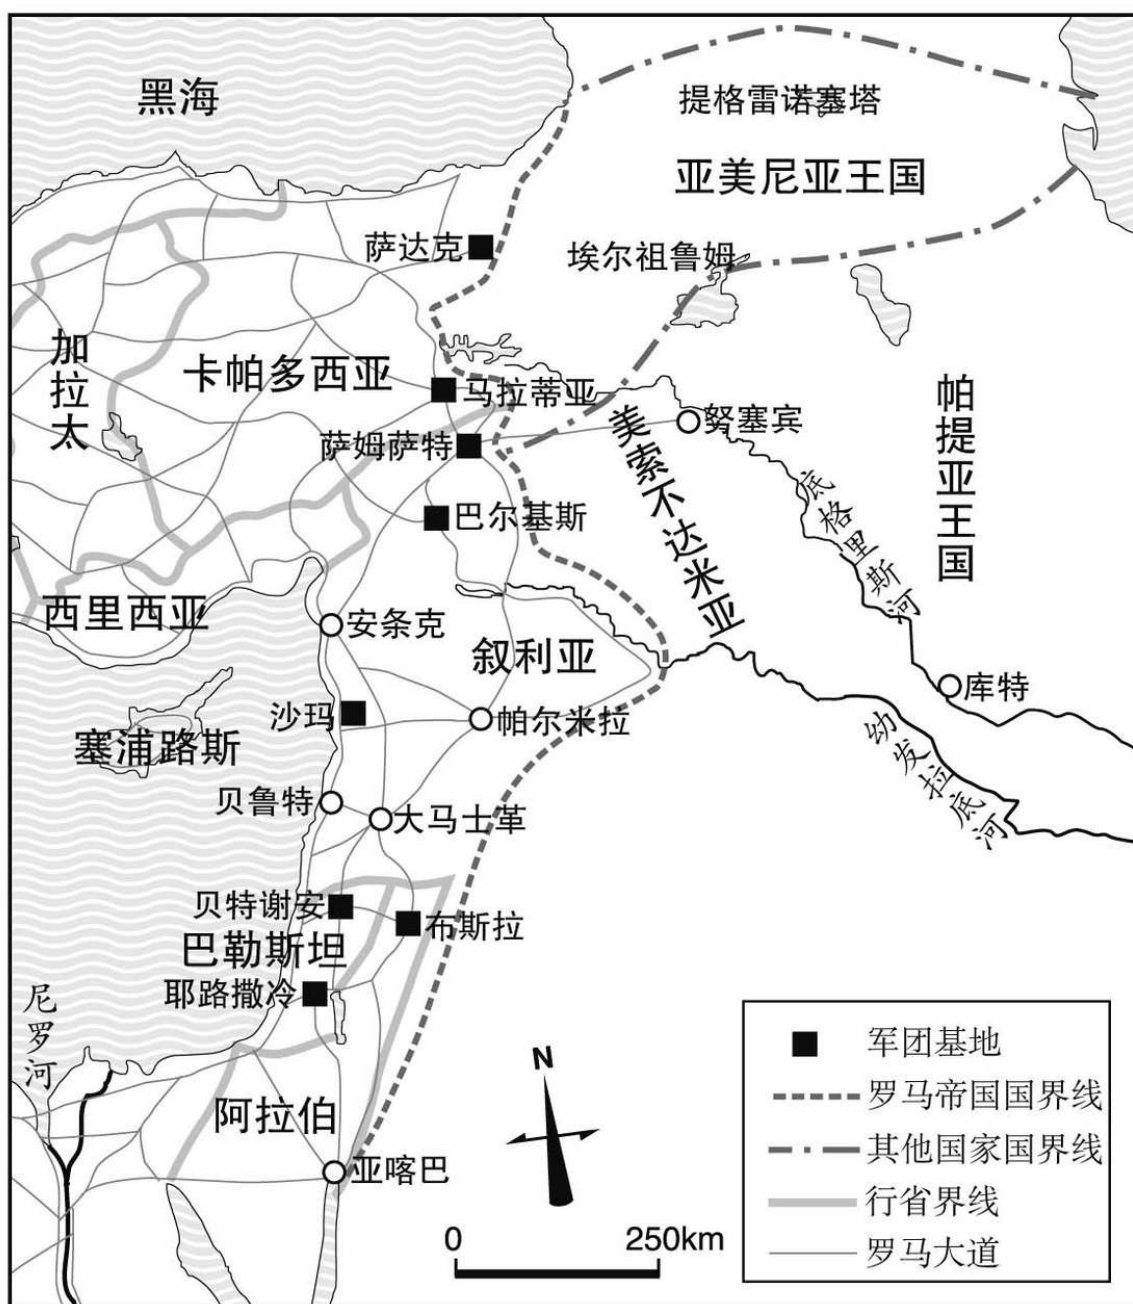 黑海
提格雷诺塞塔
亚美尼亚王国
萨达克
埃尔祖鲁姆
加拉太
卡帕多西亚
马拉蒂亚
帕提亚王国
努塞宾
萨姆萨特
美索不达米亚
巴尔基斯
底格里斯河
西里西亚
安条克
叙利亚
库特
沙玛
帕尔米拉
塞浦路斯
幼发拉底河
贝鲁特
大马士革
贝特谢安
布斯拉
巴勒斯坦
耶路撒冷
尼罗河
阿拉伯
亚喀巴
N
0 250km
军团基地
罗马帝国国界线
其他国家国界线
行省界线
罗马大道